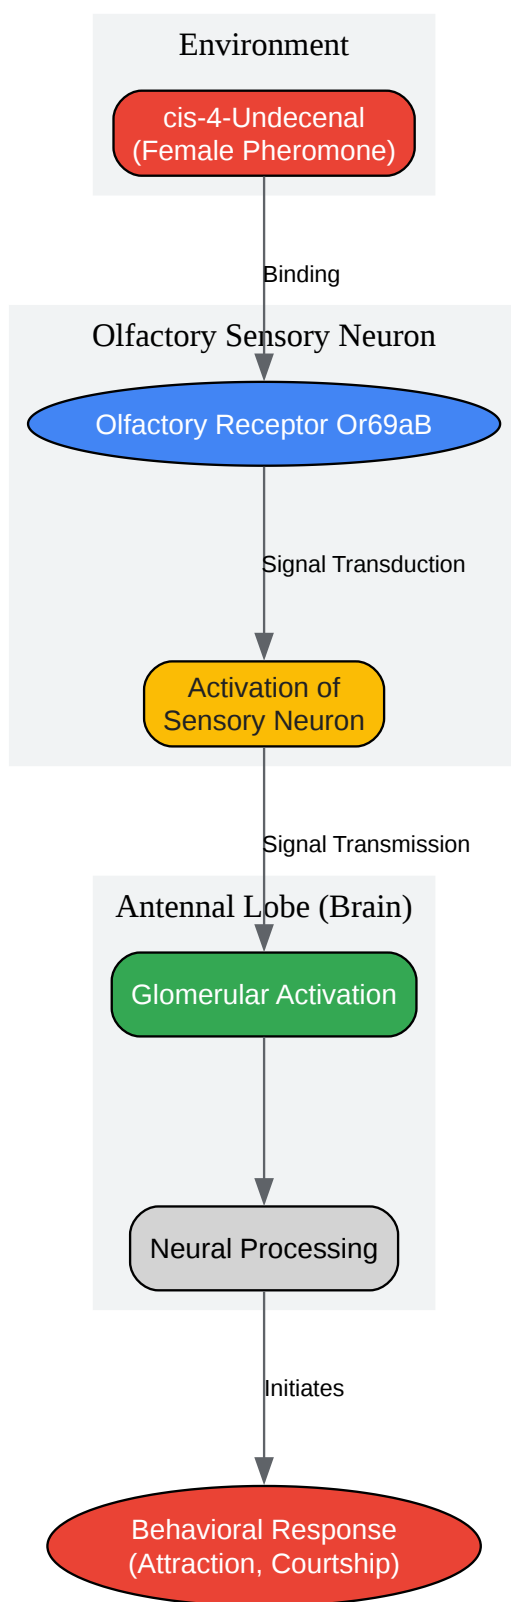 Environment
cis-4-Undecenal
(Female Pheromone)
Binding
Olfactory Sensory Neuron
Olfactory Receptor Or69aB
Signal Transduction
Activation of
Sensory Neuron
Signal Transmission
Antennal Lobe (Brain)
Glomerular Activation
Neural Processing
Initiates
Behavioral Response
(Attraction, Courtship)